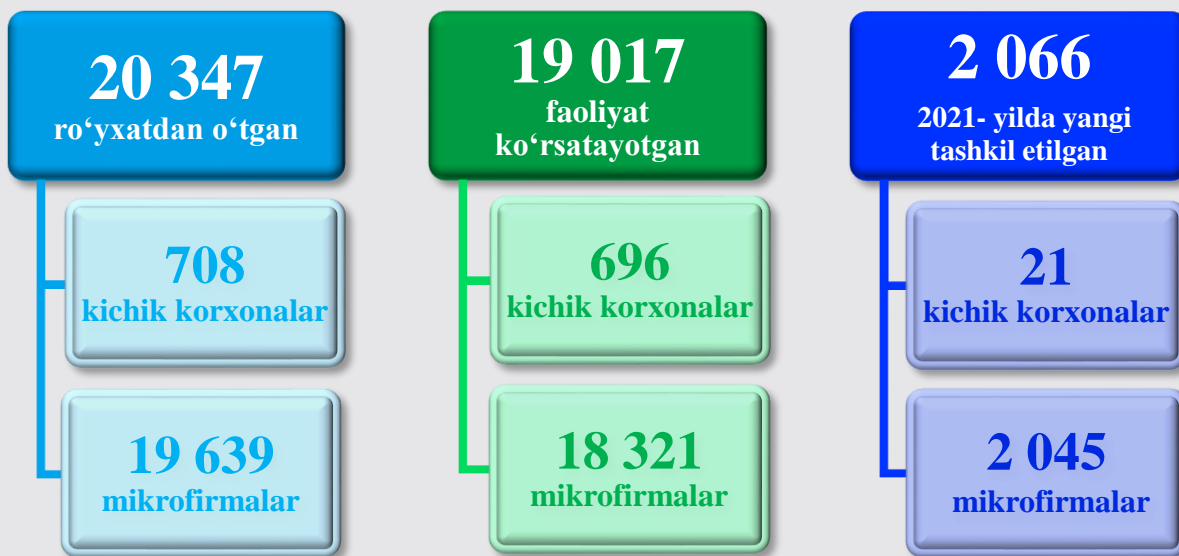 20 347
ro‘yxatdan o‘tgan
708
kichik korxonalar
19 639
mikrofirmalar
19 017
faoliyat
ko‘rsatayotgan
696
kichik korxonalar
18 321
mikrofirmalar
2 066
2021- yilda yangi
tashkil etilgan
21
kichik korxonalar
2 045
mikrofirmalar